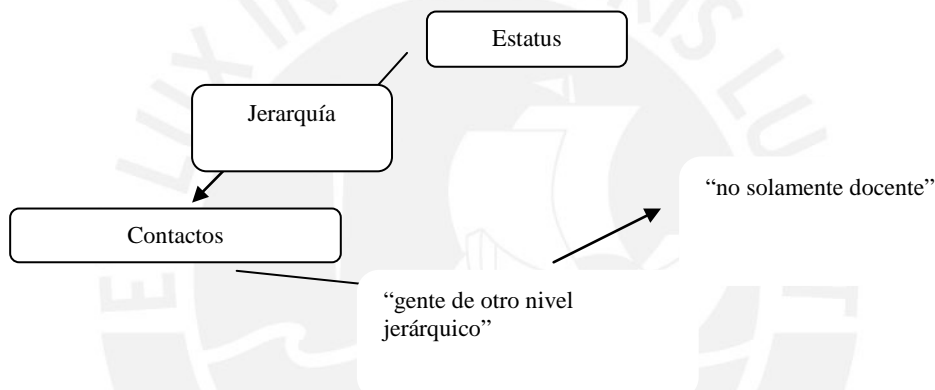 Estatus
Jerarquía
Contactos
“no solamente docente”
“gente de otro nivel
jerárquico”